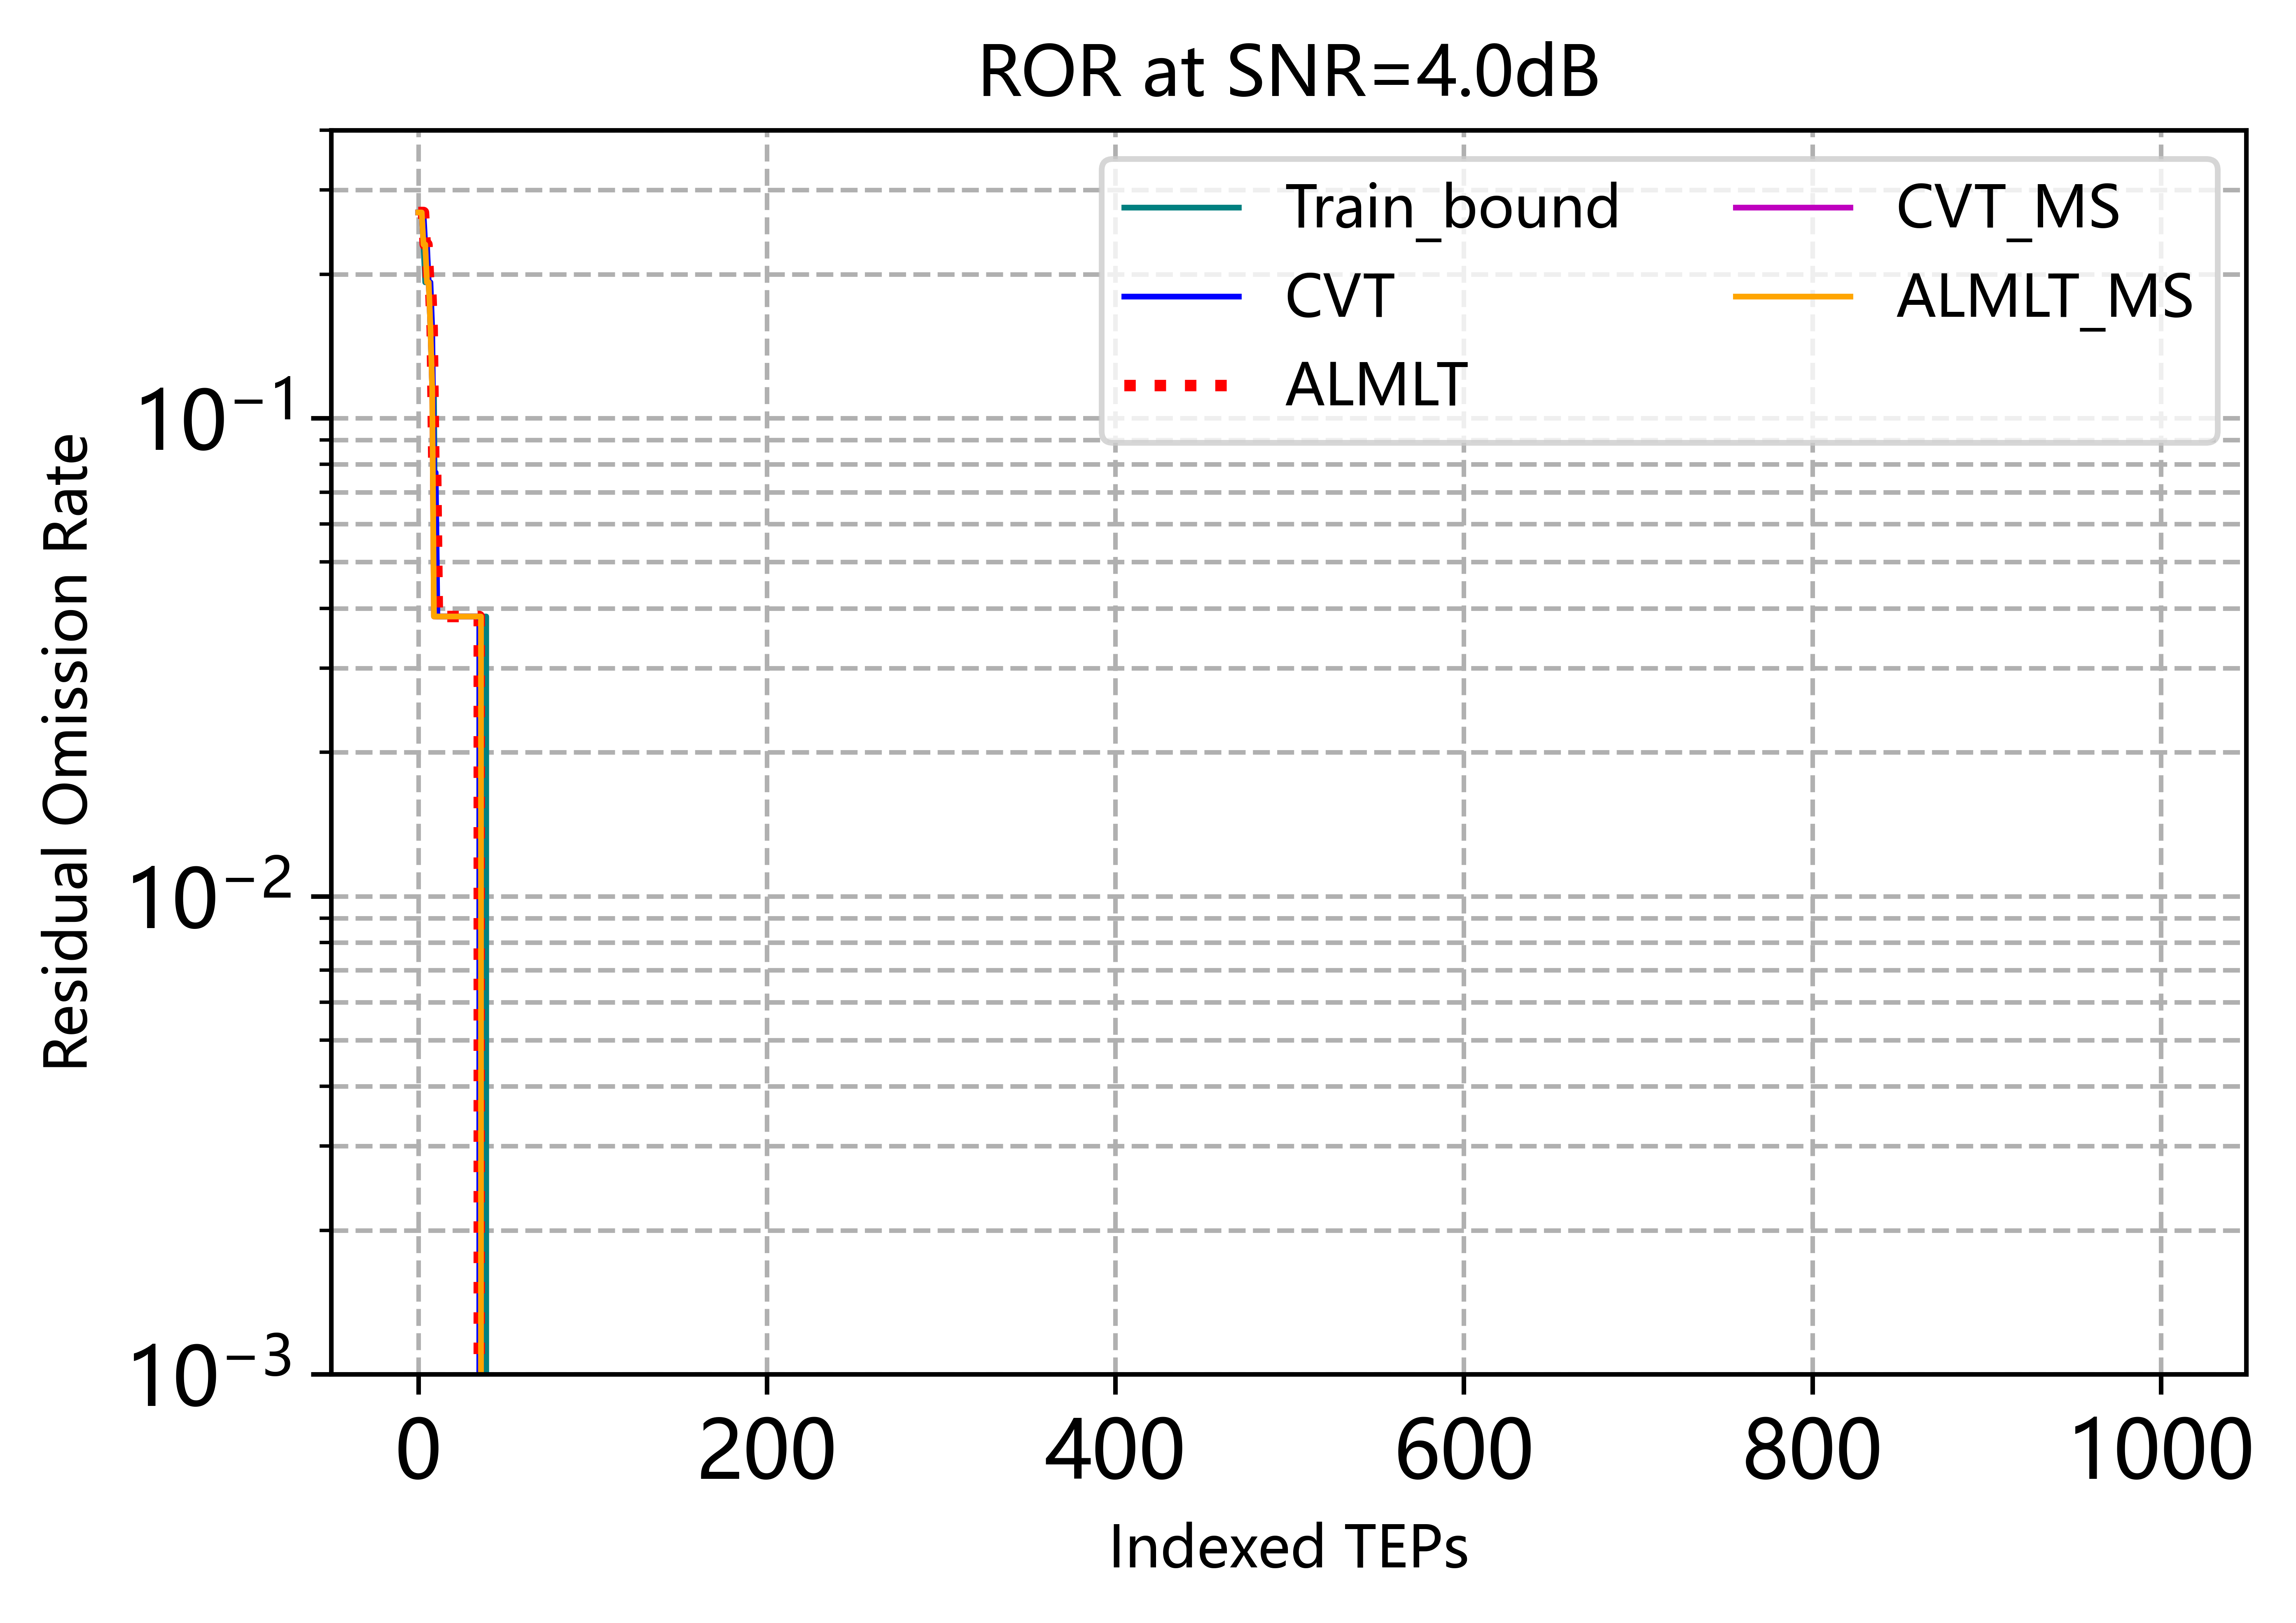 ROR at SNR=4.0dB
Train_bound
CVT
ALMLT
CVT_MS
ALMLT_MS
Residual Omission Rate
10⁻¹
10⁻²
10⁻³
0 200 400 600 800 1000
Indexed TEPs